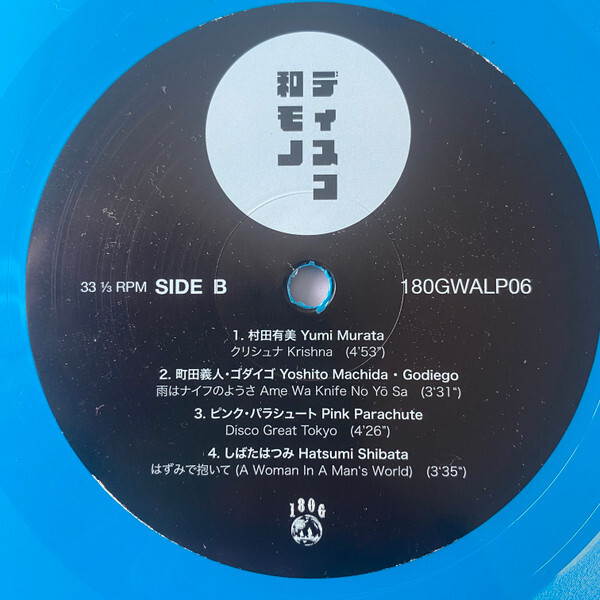 ディスコ
和モノ
33 ⅓ RPM SIDE B
180GWALP06
1. 村田有美 Yumi Murata
クリシュナ Krishna (4'53")
2. 町田義人・ゴダイゴ Yoshito Machida・Godiego
雨はナイフのようさ Ame Wa Knife No Yō Sa (3'31")
3. ピンク・パラシュート Pink Parachute
Disco Great Tokyo (4'26")
4. しばたはつみ Hatsumi Shibata
はずみで抱いて (A Woman In A Man's World) (3'35")
180G